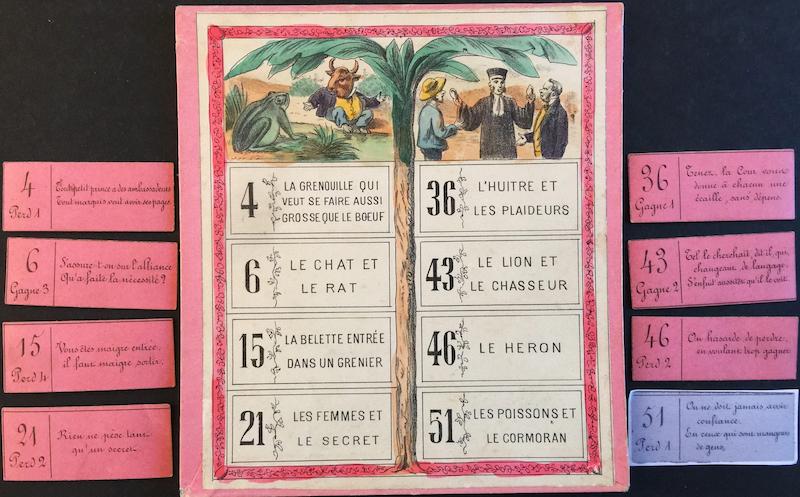 4
Perd 1
Tout petit prince a des ambassadeurs
Tout marquis veut avoir ses pages.
6
Gagne 3
S'assure-t-on sur l'alliance
Qu'a faite la nécessité?
15
Perd 4
Vous êtes maigre entrée,
il faut maigre sortir.
21
Perd 2
Rien ne pèse tant
qu'un secret
4
LA GRENOUILLE QUI
VEUT SE FAIRE AUSSI
GROSSE QUE LE BOEUF
6
LE CHAT ET
LE RAT
15
LA BELETTE ENTRÉE
DANS UN GRENIER
21
LES FEMMES ET
LE SECRET
36
L'HUITRE ET
LES PLAIDEURS
43
LE LION ET
LE CHASSEUR
46
LE HERON
51
LES POISSONS ET
LE CORMORAN
36
Gagne 1
Tenez, la Cour vous
donne à chacun une
écaille, sans dépens.
43
Gagne 2
Tel le cherchait, dit-il, qui,
changeant de langage,
S'enfuit aussitôt qu'il le voit.
46
Perd 2
On hasarde de perdre,
en voulant trop gagner
51
Perd 1
On ne doit jamais avoir
confiance.
En ceux qui sont mangeurs
de gens.